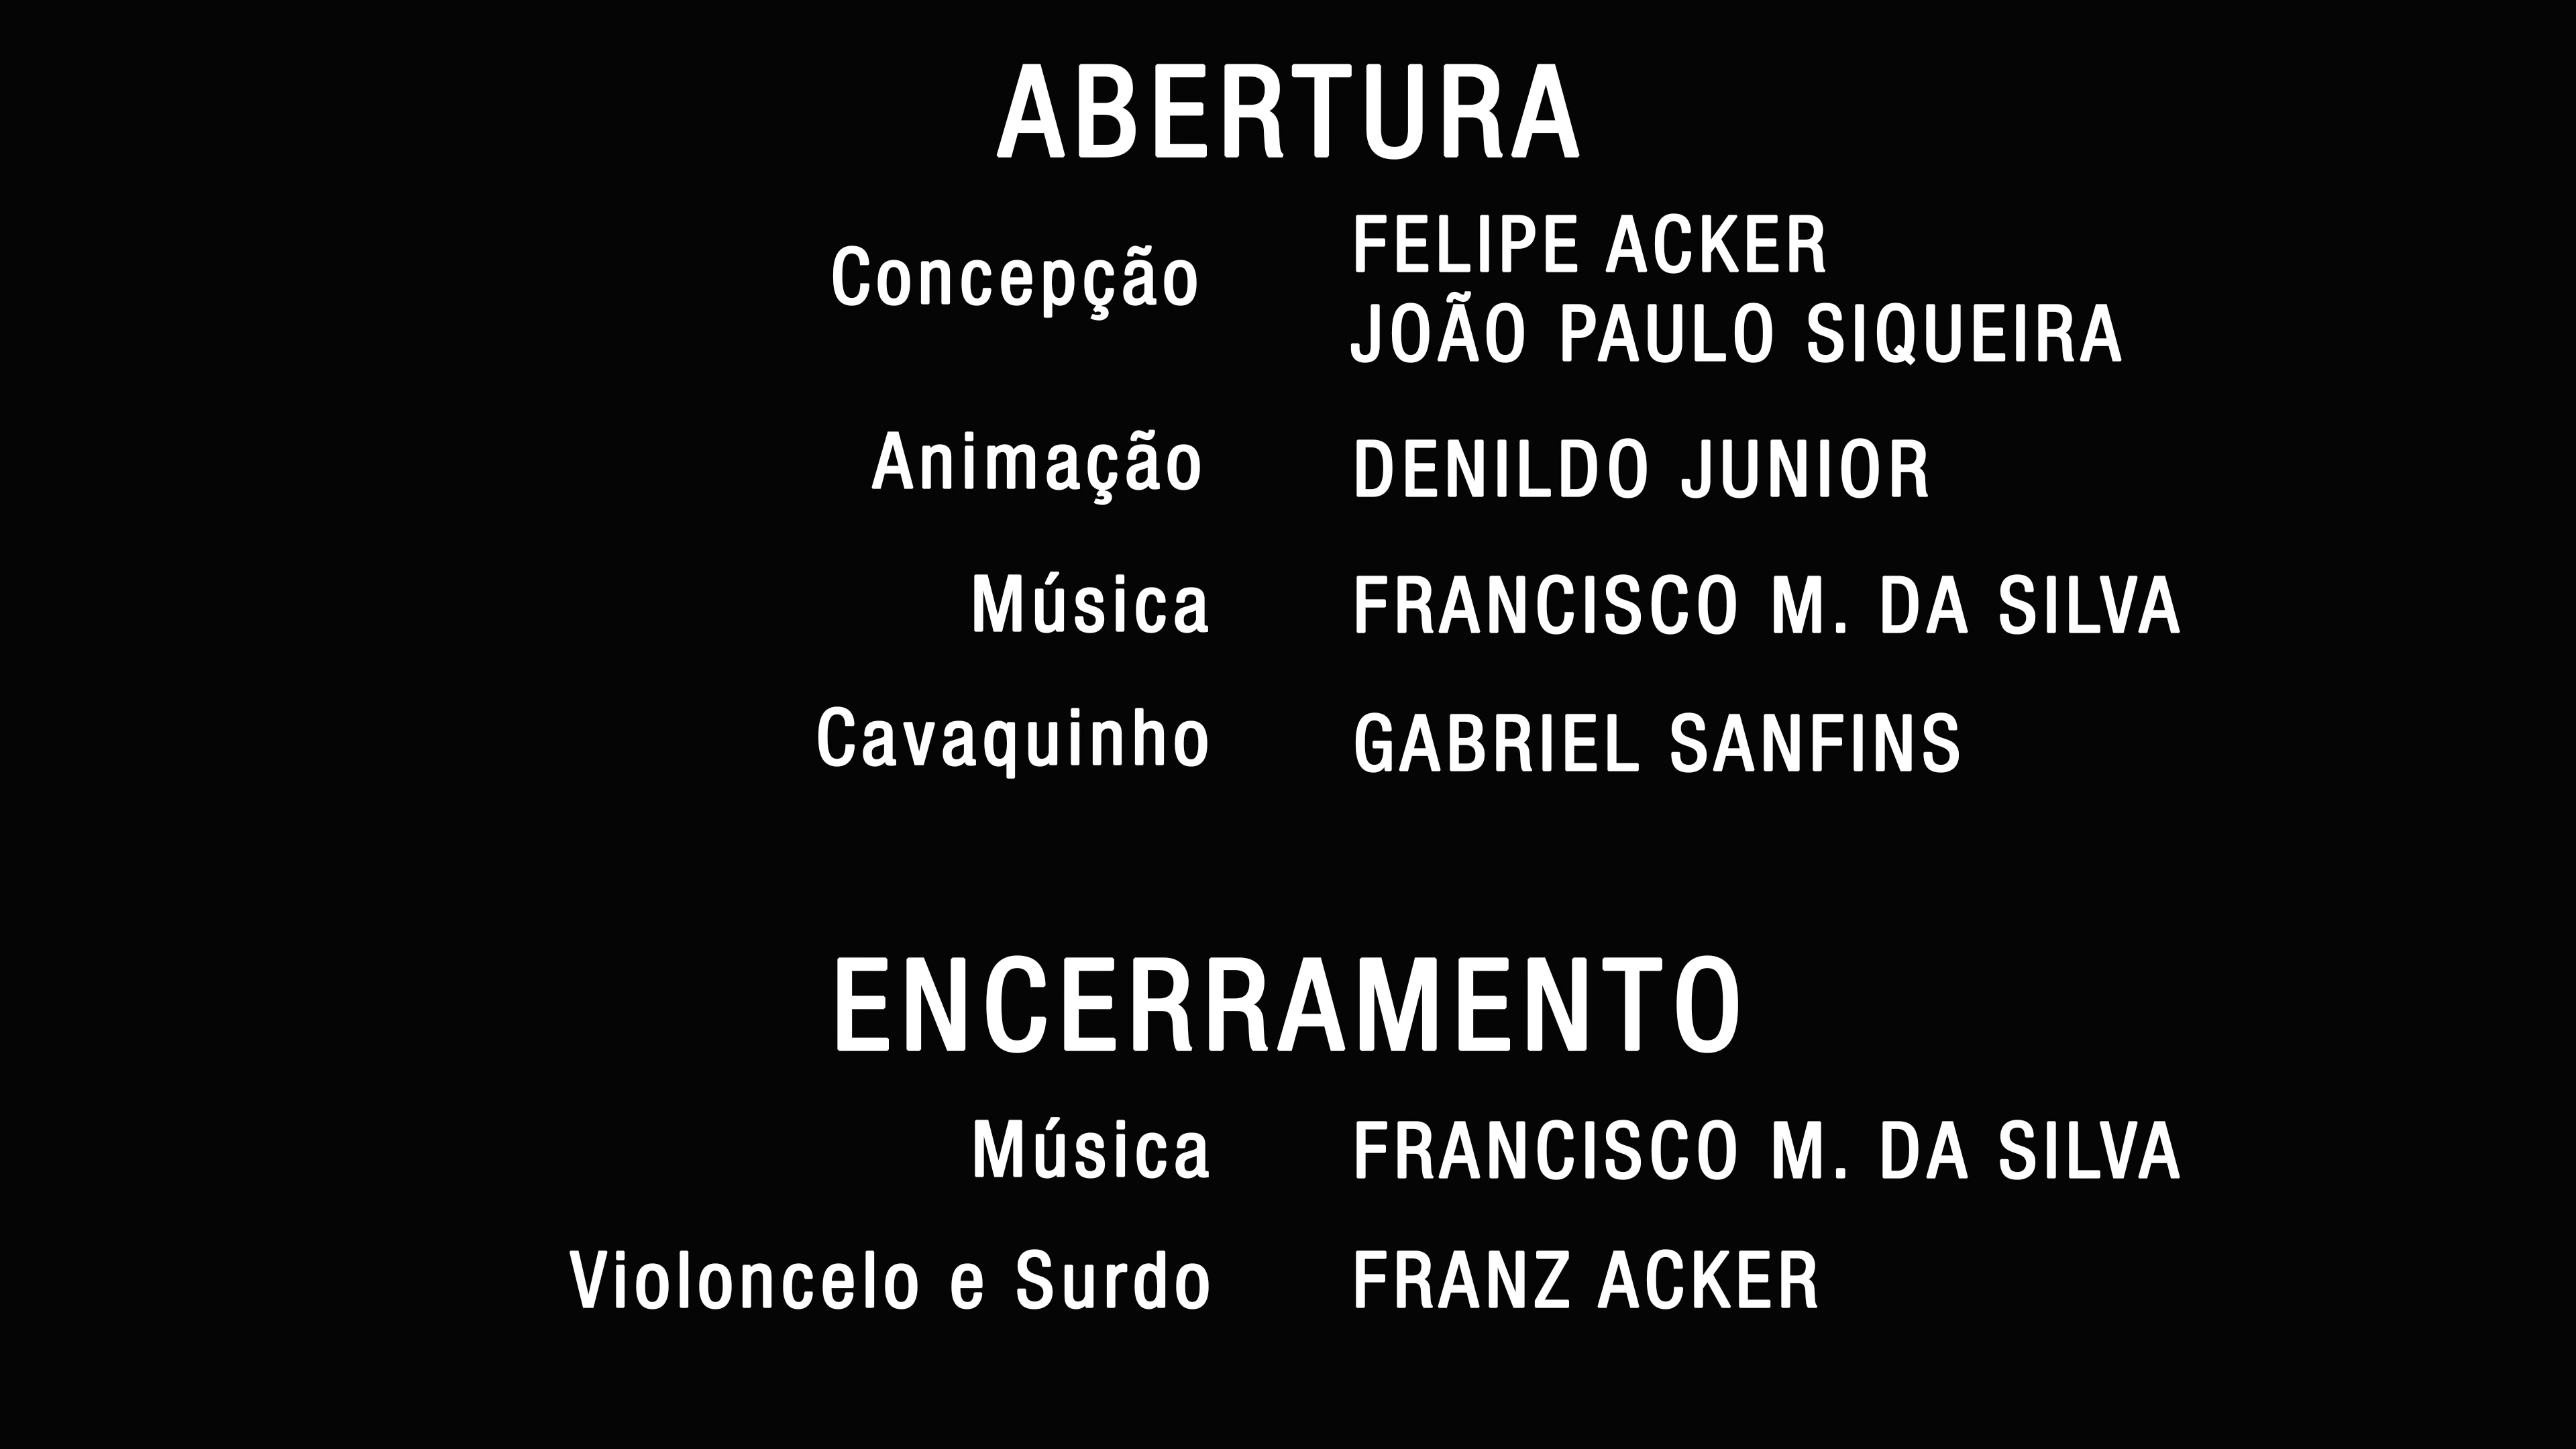 ABERTURA
Concepção FELIPE ACKER
JOÃO PAULO SIQUEIRA
Animação DENILDO JUNIOR
Música FRANCISCO M. DA SILVA
Cavaquinho GABRIEL SANFINS
ENCERRAMENTO
Música FRANCISCO M. DA SILVA
Violoncelo e Surdo FRANZ ACKER